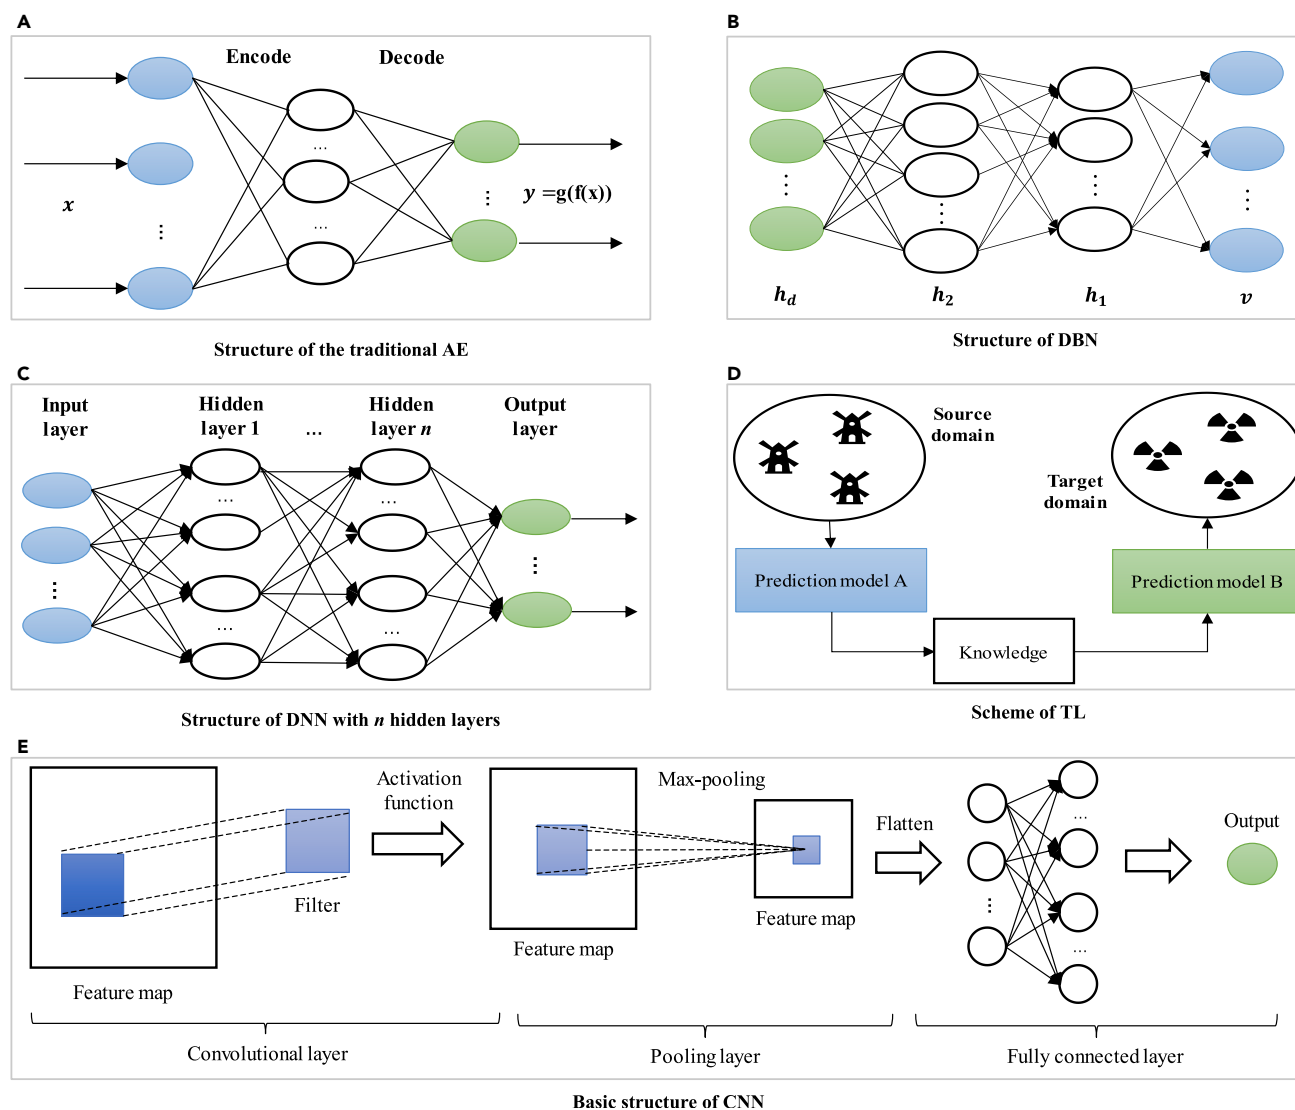 A
Encode
Decode
...
x
...
...
...
y =g(f(x))
Structure of the traditional AE
B
...
...
...
...
h_d
h_2
h_1
v
Structure of DBN
C
Input layer
Hidden layer 1
...
Hidden layer n
Output layer
...
...
...
...
...
...
Structure of DNN with n hidden layers
D
Source domain
Target domain
Prediction model A
Prediction model B
Knowledge
Scheme of TL
E
Activation function
Max-pooling
Flatten
...
...
...
Output
Filter
Feature map
Feature map
Feature map
Convolutional layer
Pooling layer
Fully connected layer
Basic structure of CNN